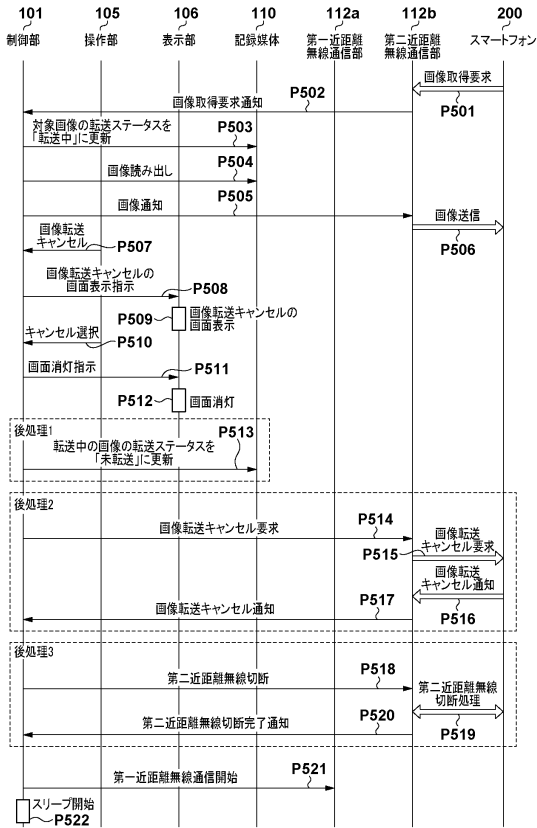 101
105
106
110
112a
112b
200
制御部
操作部
表示部
記録媒体
第一近距離
無線通信部
第二近距離
無線通信部
スマートフォン
画像取得要求
P501
P502
画像取得要求通知
対象画像の転送ステータスを
「転送中」に更新
P503
画像読み出し
P504
画像通知
P505
画像送信
P506
画像転送
キャンセル
P507
画像転送キャンセルの
画面表示指示
P508
P509
画像転送キャンセルの
画面表示
キャンセル選択
P510
画面消灯指示
P511
P512
画面消灯
後処理1
転送中の画像の転送ステータスを
「未転送」に更新
P513
後処理2
画像転送キャンセル要求
P514
画像転送
キャンセル要求
P515
画像転送
キャンセル通知
P516
画像転送キャンセル通知
P517
後処理3
第二近距離無線切断
P518
第二近距離無線
切断処理
P519
第二近距離無線切断完了通知
P520
第一近距離無線通信開始
P521
スリープ開始
P522